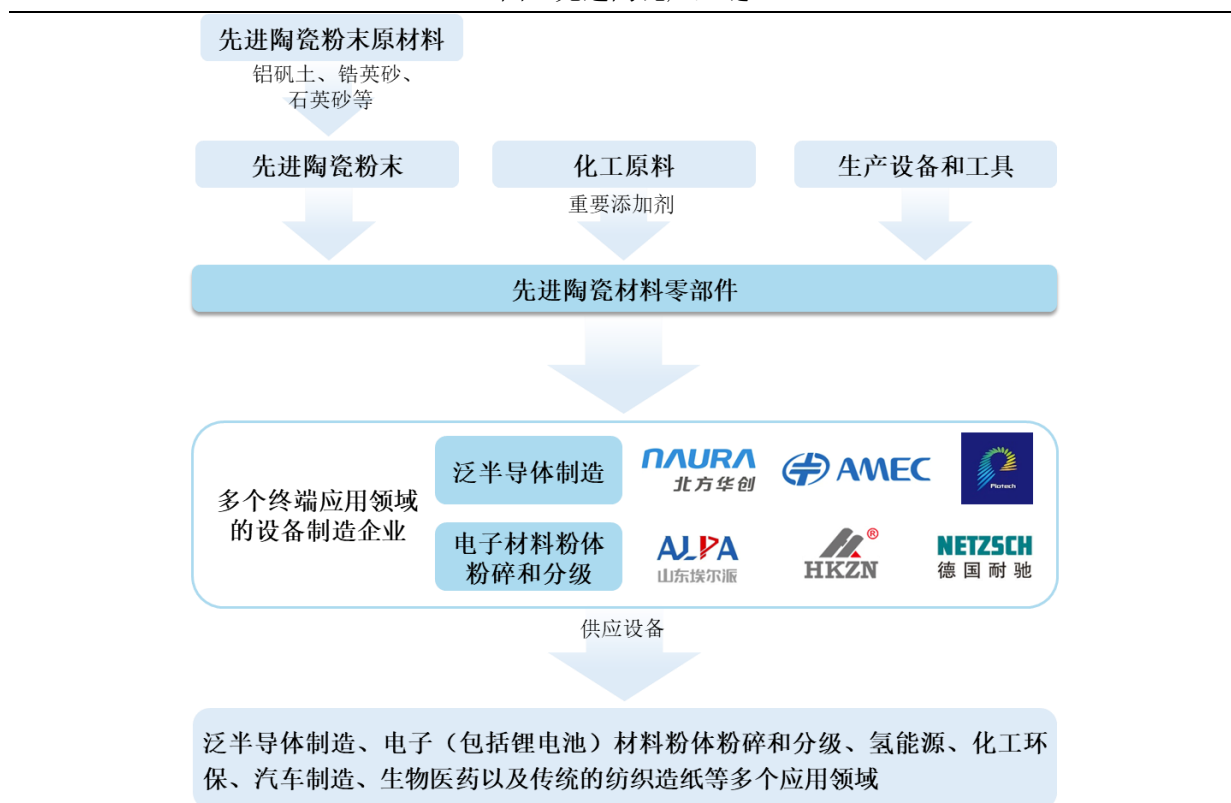 先进陶瓷粉末原材料
铝矾土、锆英砂、
石英砂等
先进陶瓷粉末
化工原料
生产设备和工具
重要添加剂
先进陶瓷材料零部件
多个终端应用领域
的设备制造企业
泛半导体制造
NAURA
北方华创
AMEC
Piotech
电子材料粉体
粉碎和分级
ALPA
山东埃尔派
HKZN
®
NETZSCH
德国耐驰
供应设备
泛半导体制造、电子（包括锂电池）材料粉体粉碎和分级、氢能源、化工环
保、汽车制造、生物医药以及传统的纺织造纸等多个应用领域